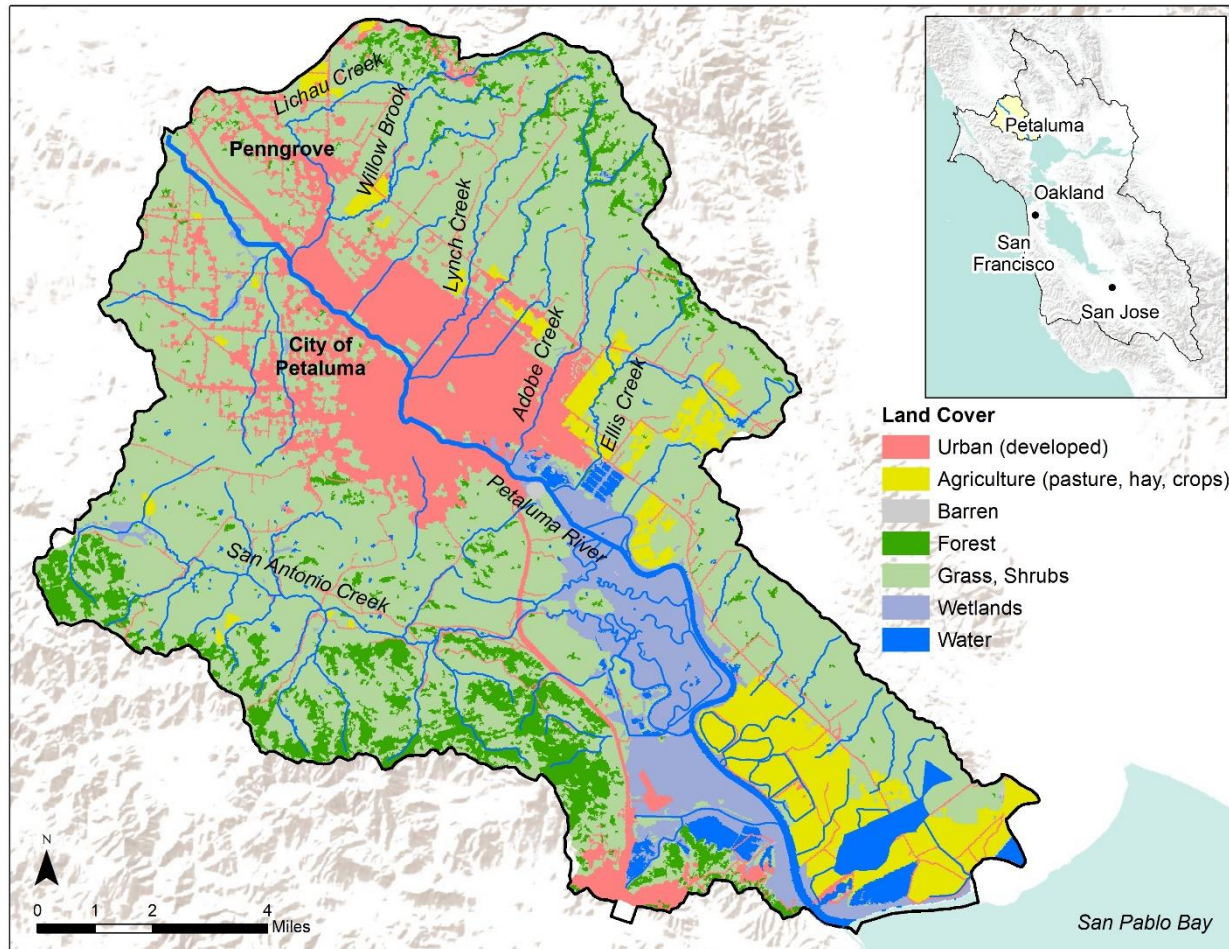 Lichau Creek
Penngrove
Willow Brook
Lynch Creek
City of
Petaluma
Adobe Creek
Ellis Creek
Petaluma River
San Antonio Creek
Petaluma
Oakland
San
Francisco
San Jose
Land Cover
Urban (developed)
Agriculture (pasture, hay, crops)
Barren
Forest
Grass, Shrubs
Wetlands
Water
N
0 1 2 4
Miles
San Pablo Bay